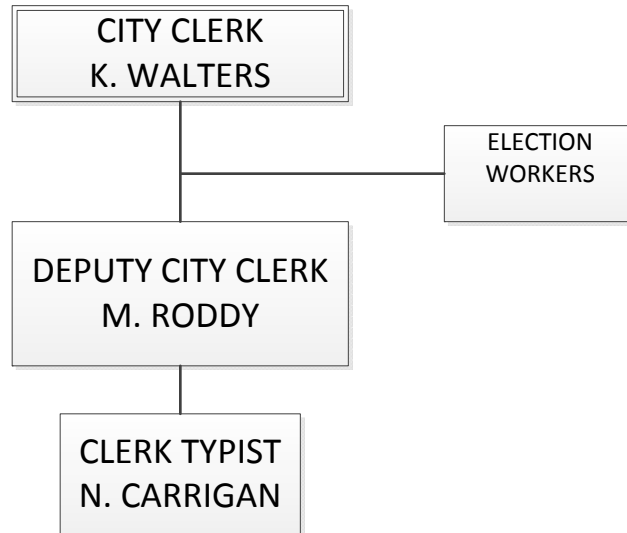 CITY CLERK
K. WALTERS
ELECTION
WORKERS
DEPUTY CITY CLERK
M. RODDY
CLERK TYPIST
N. CARRIGAN